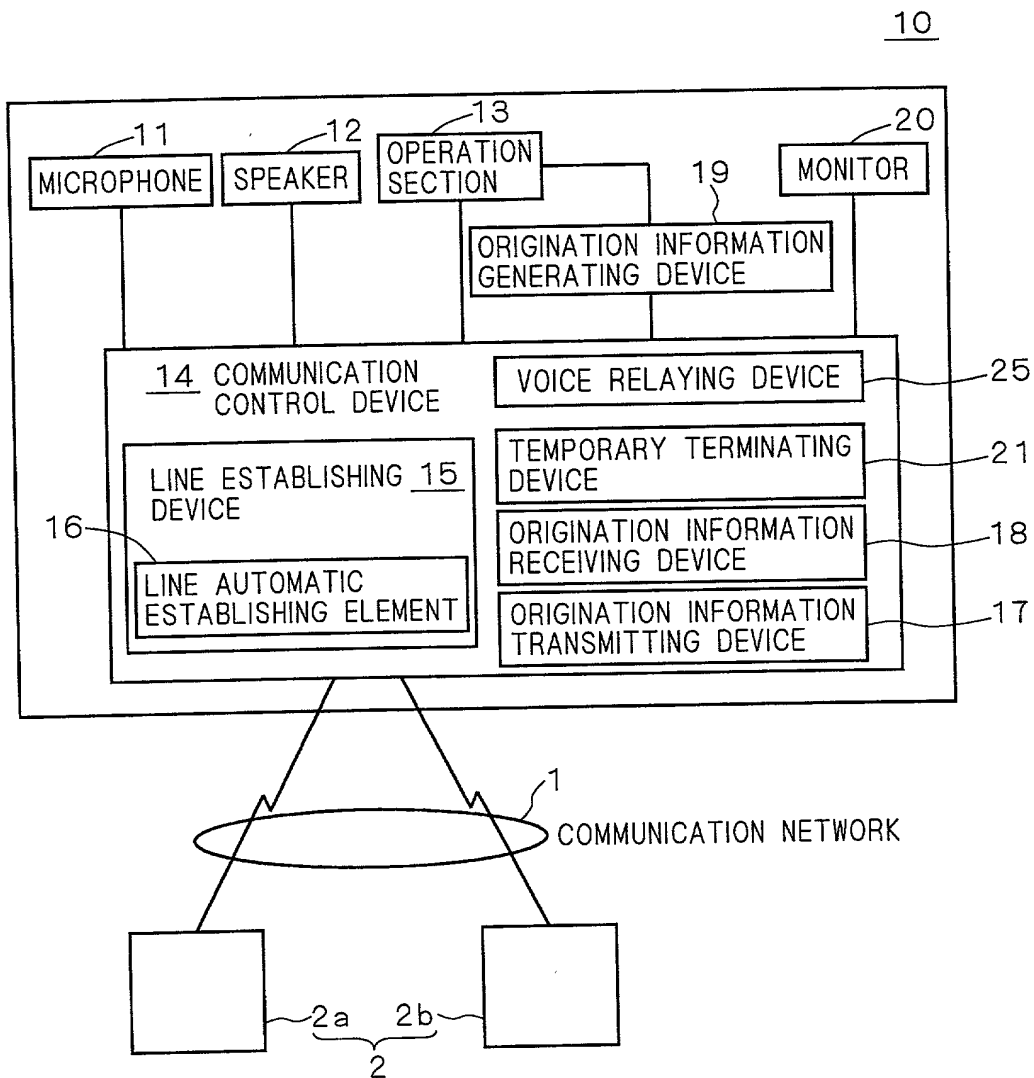 10
11
12
13
20
MICROPHONE
SPEAKER
OPERATION
SECTION
MONITOR
19
ORIGINATION INFORMATION
GENERATING DEVICE
14 COMMUNICATION
CONTROL DEVICE
VOICE RELAYING DEVICE
25
LINE ESTABLISHING 15
DEVICE
TEMPORARY TERMINATING
DEVICE
21
16
LINE AUTOMATIC
ESTABLISHING ELEMENT
ORIGINATION INFORMATION
RECEIVING DEVICE
18
ORIGINATION INFORMATION
TRANSMITTING DEVICE
17
1
COMMUNICATION NETWORK
2a 2b
2